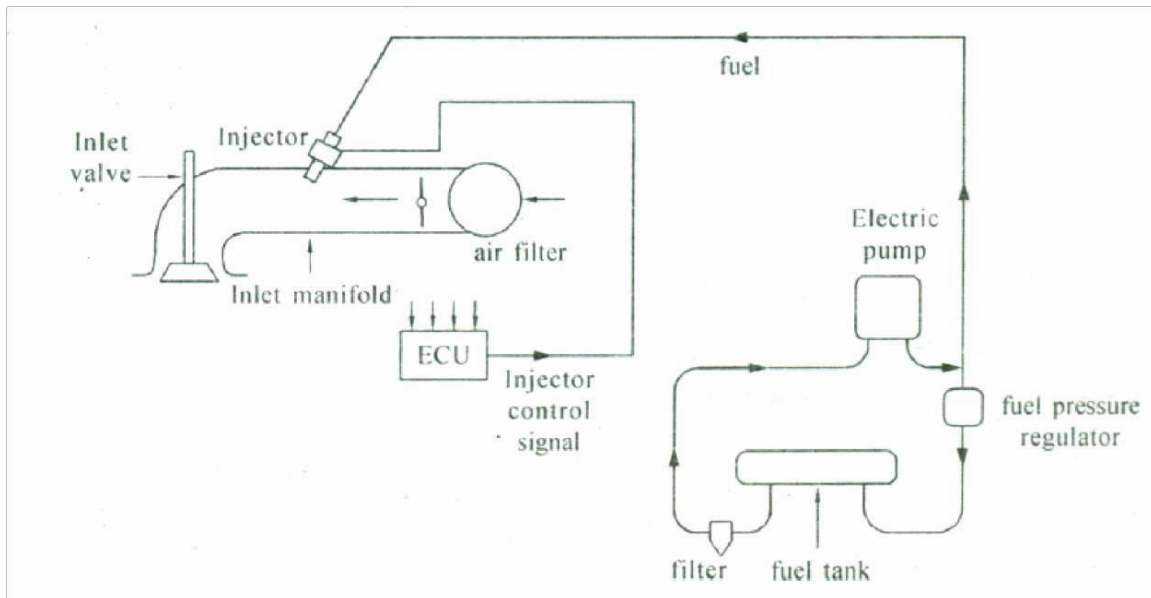 fuel
Injector
Inlet
valve
air filter
Inlet manifold
ECU
Injector
control
signal
Electric
pump
fuel pressure
regulator
filter
fuel tank